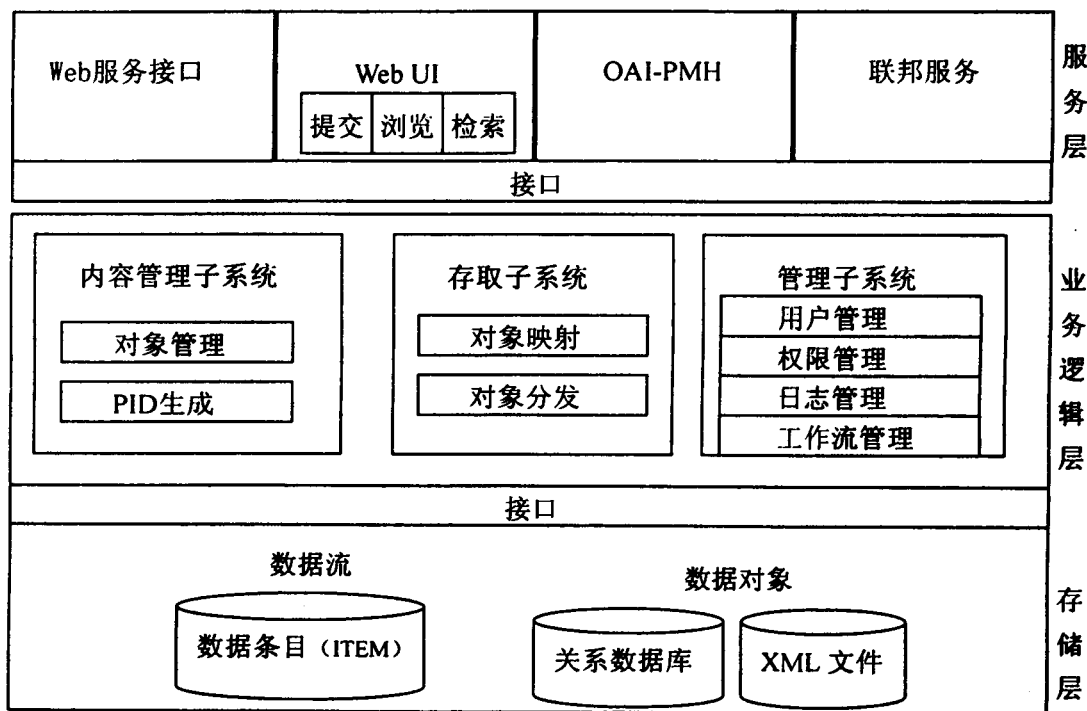 Web服务接口
Web UI
提交 浏览 检索
OAI-PMH
联邦服务
服务层
接口
内容管理子系统
对象管理
PID生成
存取子系统
对象映射
对象分发
管理子系统
用户管理
权限管理
日志管理
工作流管理
业务逻辑层
接口
数据流
数据条目（ITEM）
数据对象
关系数据库
XML 文件
存储层